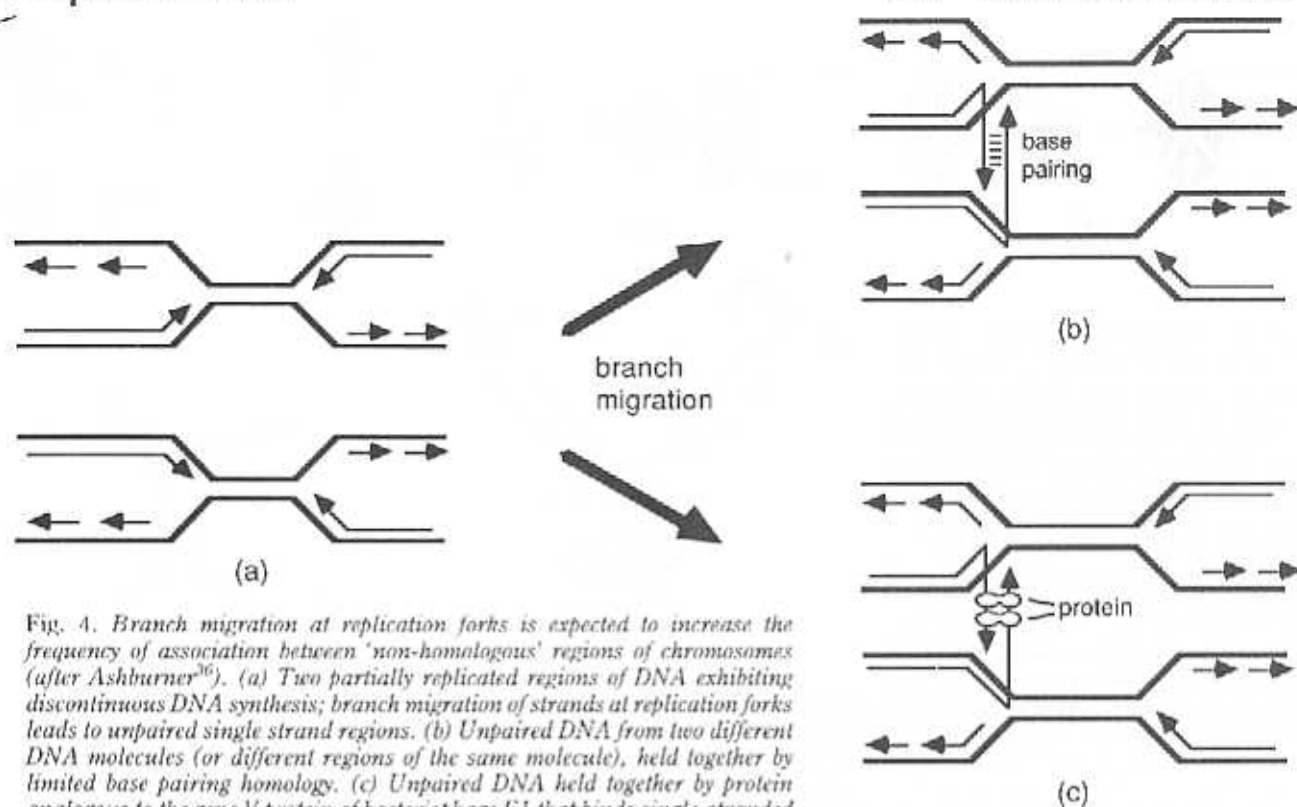 branch
migration
(a)
base
pairing
(b)
protein
(c)
Fig. 4. Branch migration at replication forks is expected to increase the
frequency of association between 'non-homologous' regions of chromosomes
(after Ashburner³⁶). (a) Two partially replicated regions of DNA exhibiting
discontinuous DNA synthesis; branch migration of strands at replication forks
leads to unpaired single strand regions. (b) Unpaired DNA from two different
DNA molecules (or different regions of the same molecule), held together by
limited base pairing homology. (c) Unpaired DNA held together by protein